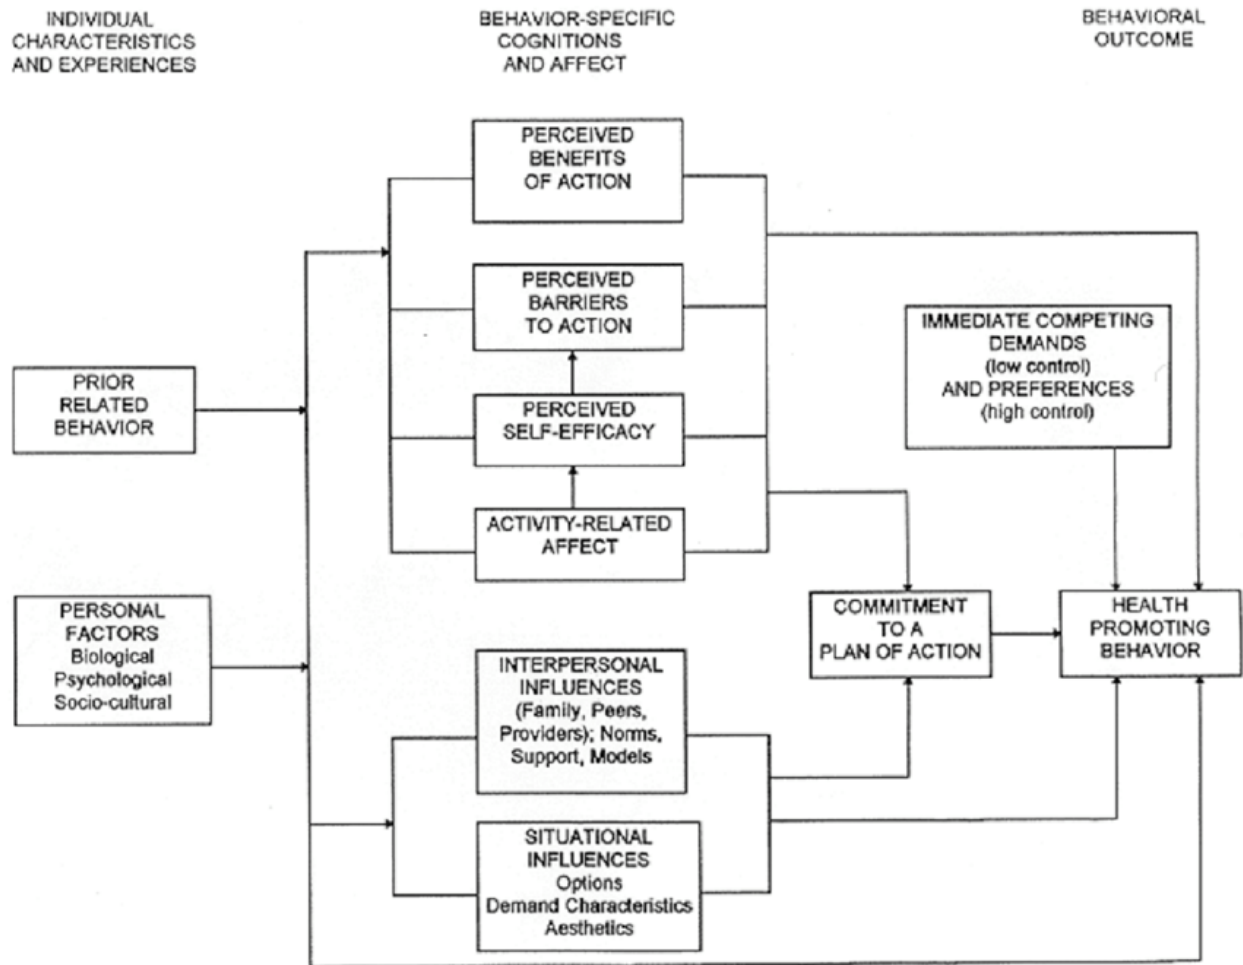 INDIVIDUAL
CHARACTERISTICS
AND EXPERIENCES
BEHAVIOR-SPECIFIC
COGNITIONS
AND AFFECT
BEHAVIORAL
OUTCOME
PERCEIVED
BENEFITS
OF ACTION
PERCEIVED
BARRIERS
TO ACTION
PERCEIVED
SELF-EFFICACY
ACTIVITY-RELATED
AFFECT
IMMEDIATE COMPETING
DEMANDS
(low control)
AND PREFERENCES
(high control)
PRIOR
RELATED
BEHAVIOR
PERSONAL
FACTORS
Biological
Psychological
Socio-cultural
COMMITMENT
TO A
PLAN OF ACTION
HEALTH
PROMOTING
BEHAVIOR
INTERPERSONAL
INFLUENCES
(Family, Peers,
Providers); Norms,
Support, Models
SITUATIONAL
INFLUENCES
Options
Demand Characteristics
Aesthetics